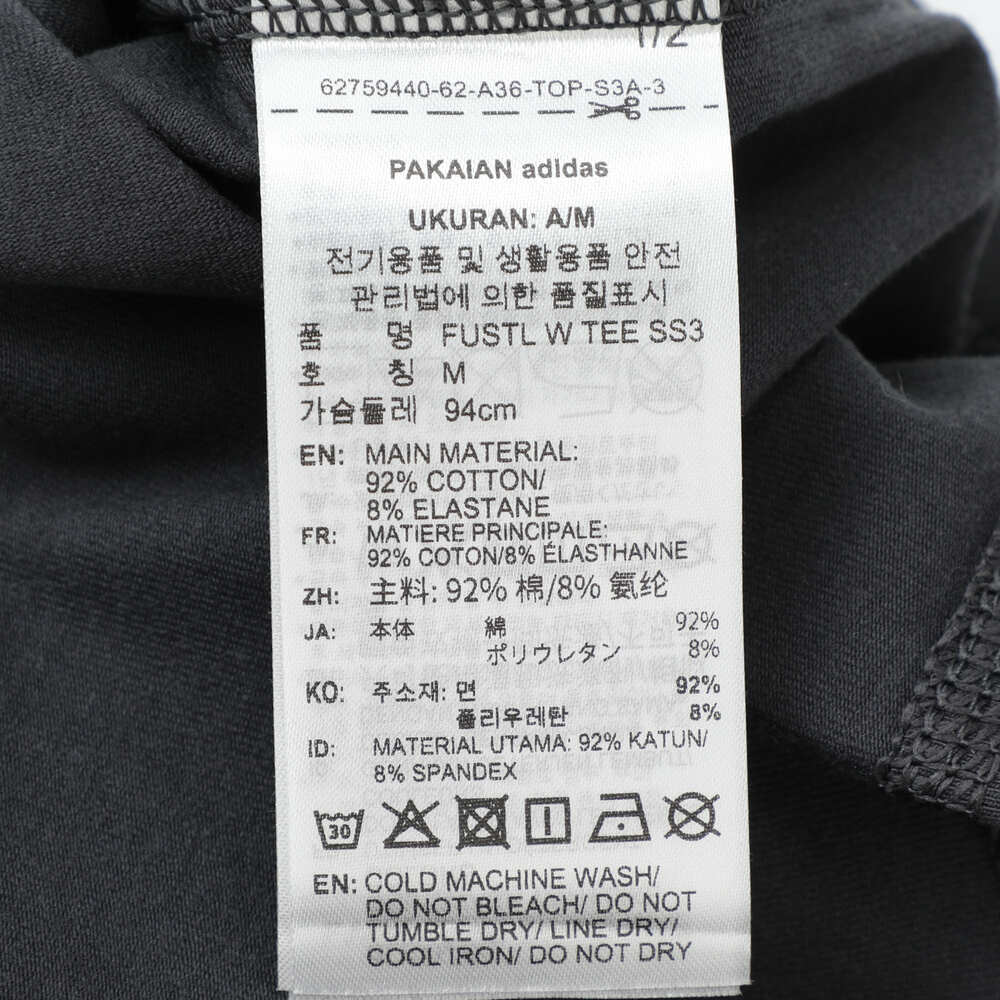 1/2
62759440-62-A36-TOP-S3A-3
PAKAIAN adidas
UKURAN: A/M
전기용품 및 생활용품 안전
관리법에 의한 품질표시
품 명 FUSTL W TEE SS3
호 칭 M
가슴둘레 94cm
EN: MAIN MATERIAL:
92% COTTON/
8% ELASTANE
FR: MATIERE PRINCIPALE:
92% COTON/8% ÉLASTHANNE
ZH: 主料: 92% 棉/8% 氨纶
JA: 本体 綿 92%
ポリウレタン 8%
KO: 주소재: 면 92%
폴리우레탄 8%
ID: MATERIAL UTAMA: 92% KATUN/
8% SPANDEX
30
EN: COLD MACHINE WASH/
DO NOT BLEACH/ DO NOT
TUMBLE DRY/ LINE DRY/
COOL IRON/ DO NOT DRY